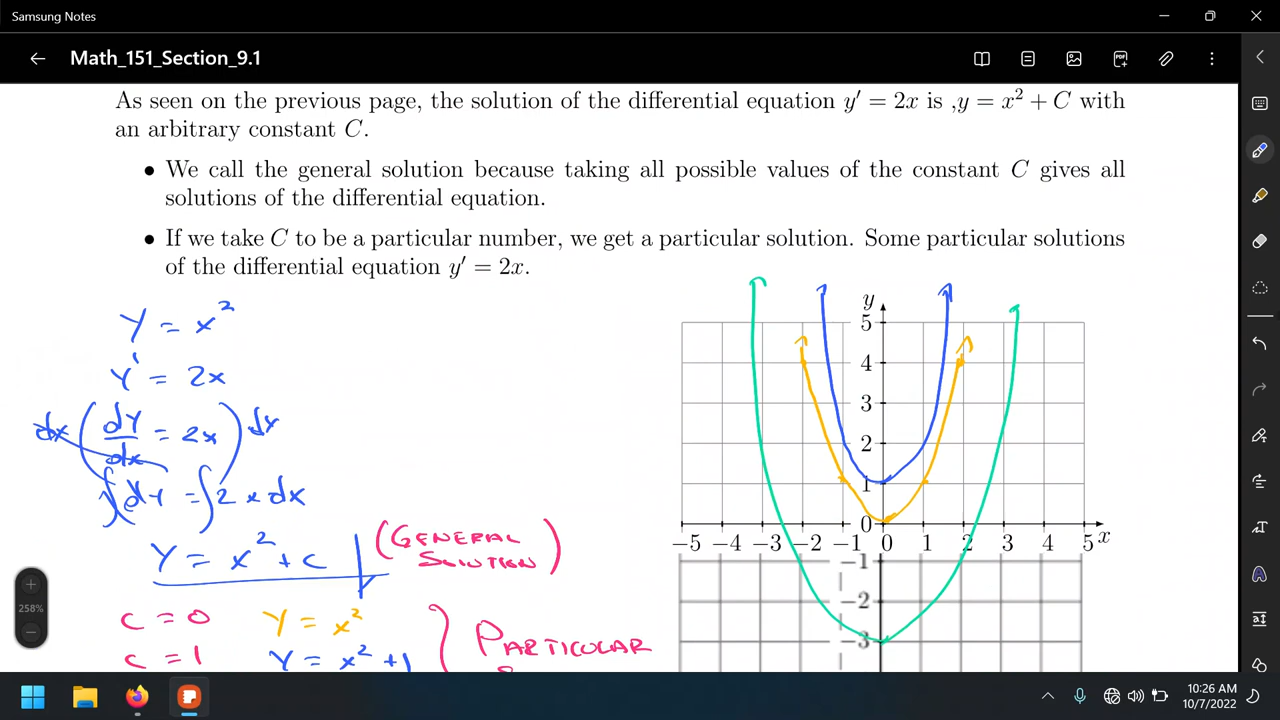 Samsung Notes
Math_151_Section_9.1
As seen on the previous page, the solution of the differential equation y′ = 2x is ,y = x² + C with
an arbitrary constant C.
• We call the general solution because taking all possible values of the constant C gives all
solutions of the differential equation.
• If we take C to be a particular number, we get a particular solution. Some particular solutions
of the differential equation y′ = 2x.
Y = x²
Y' = 2x
dx ( dY/dx = 2x ) dx
∫ dY = ∫ 2x dx
Y = x² + C (GENERAL SOLUTION)
C = 0 Y = x²
C = 1 Y = x² + 1
PARTICULAR
y
5
4
3
2
1
0
−5 −4 −3 −2 −1 0 1 2 3 4 5 x
−1
−2
−3
258%
10:26 AM
10/7/2022